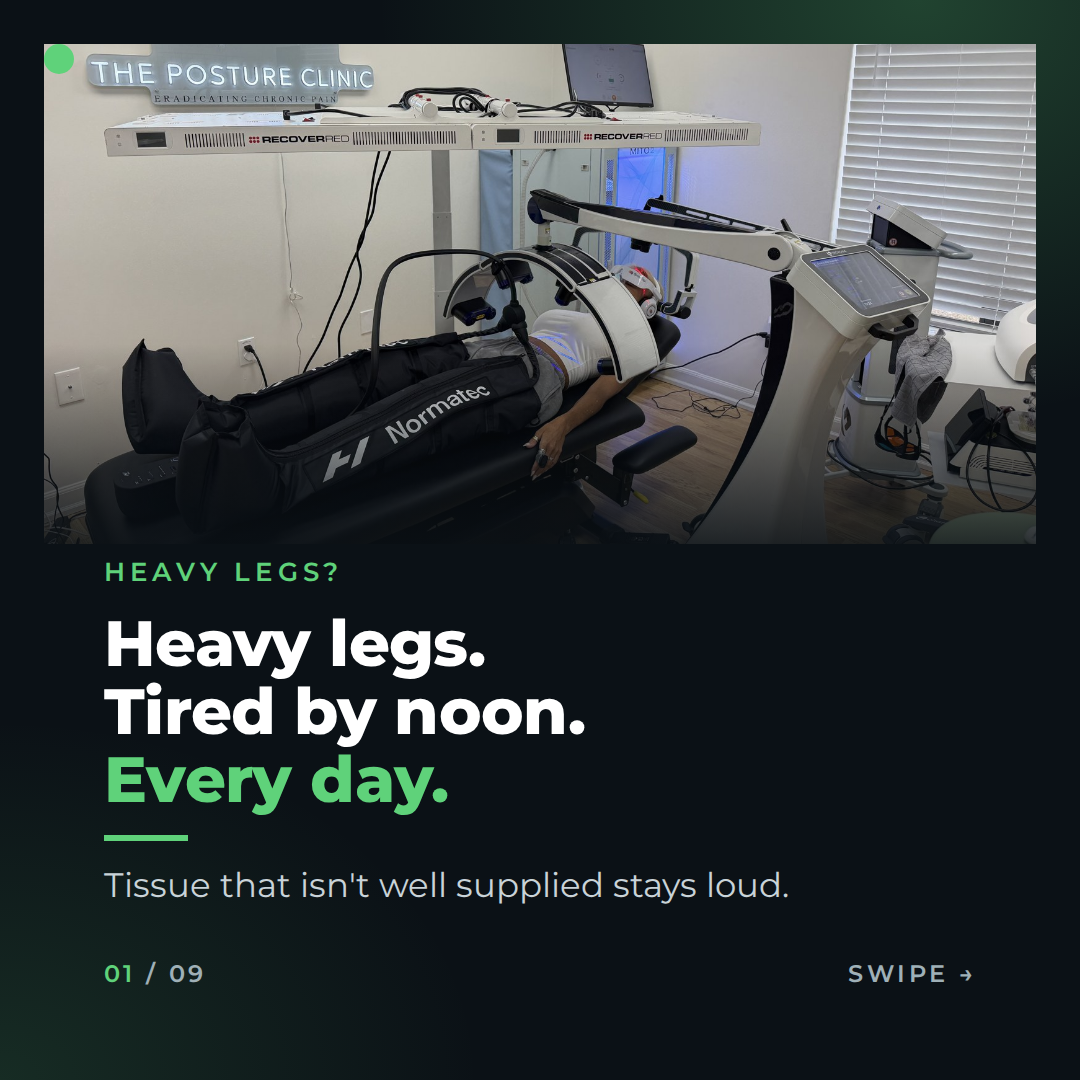 THE POSTURE CLINIC
ERADICATING CHRONIC PAIN
RECOVERRED
RECOVERRED
MITO
Normatec
HEAVY LEGS?
Heavy legs.
Tired by noon.
Every day.
Tissue that isn't well supplied stays loud.
01 / 09
SWIPE →